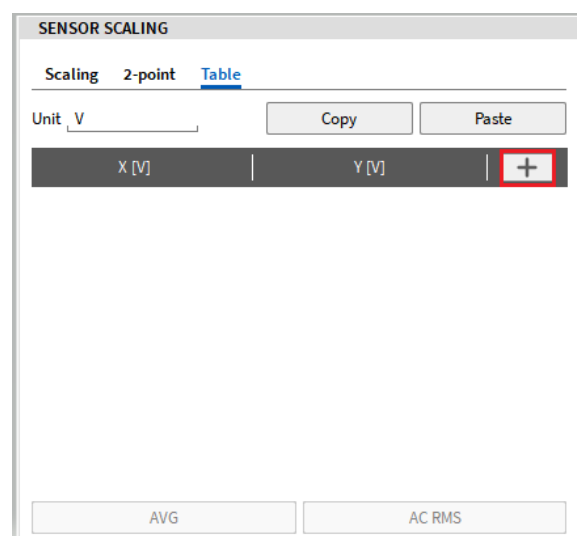 SENSOR SCALING
Scaling 2-point Table
Unit V Copy Paste
X [V] Y [V] +
AVG AC RMS